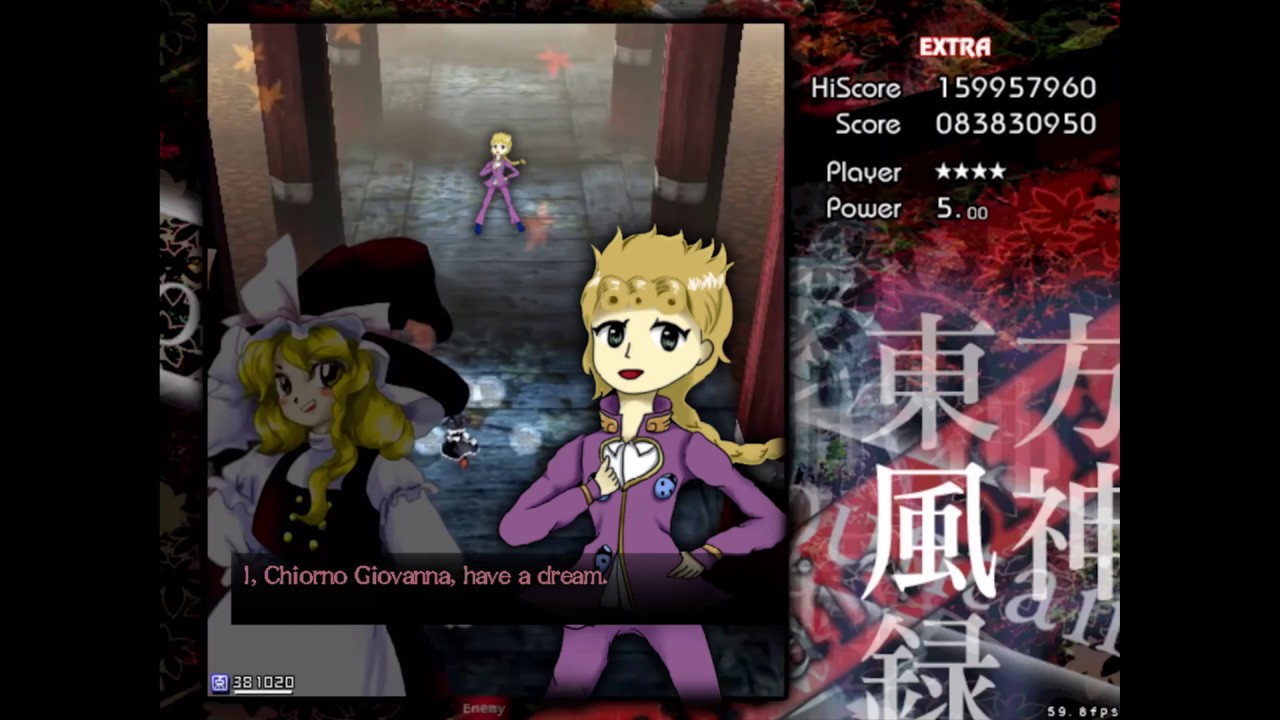 EXTRA
HiScore 159957960
Score 083830950
Player ★★★★
Power 5.00
東方
風神
録
I, Chiorno Giovanna, have a dream.
381020
Enemy
59.8fps